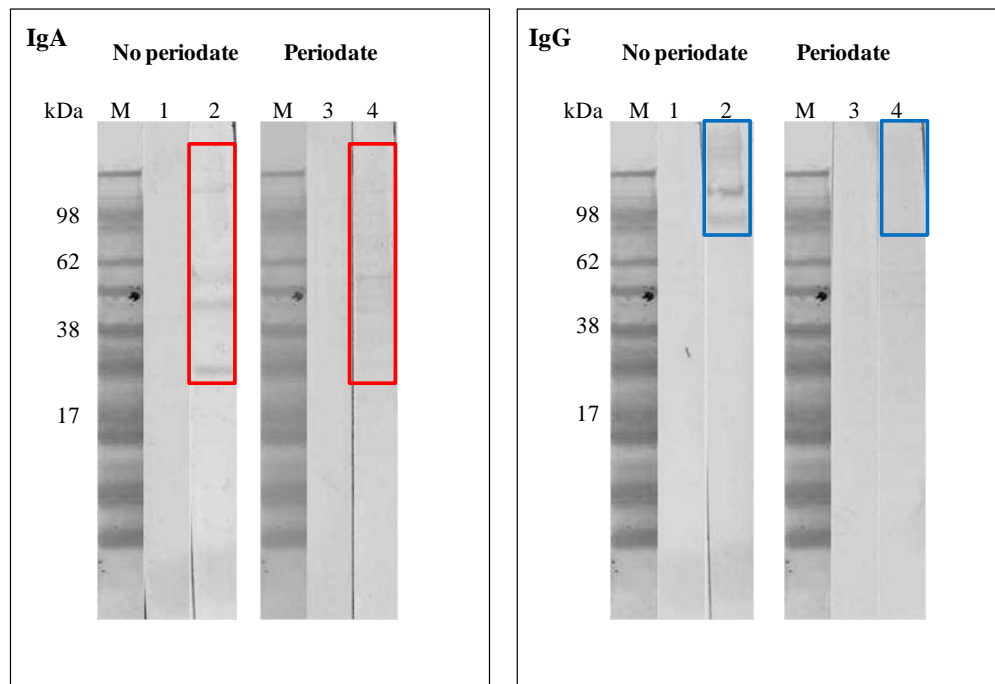 IgA
No periodate Periodate
kDa M 1 2 M 3 4
98
62
38
17
IgG
No periodate Periodate
kDa M 1 2 M 3 4
98
62
38
17